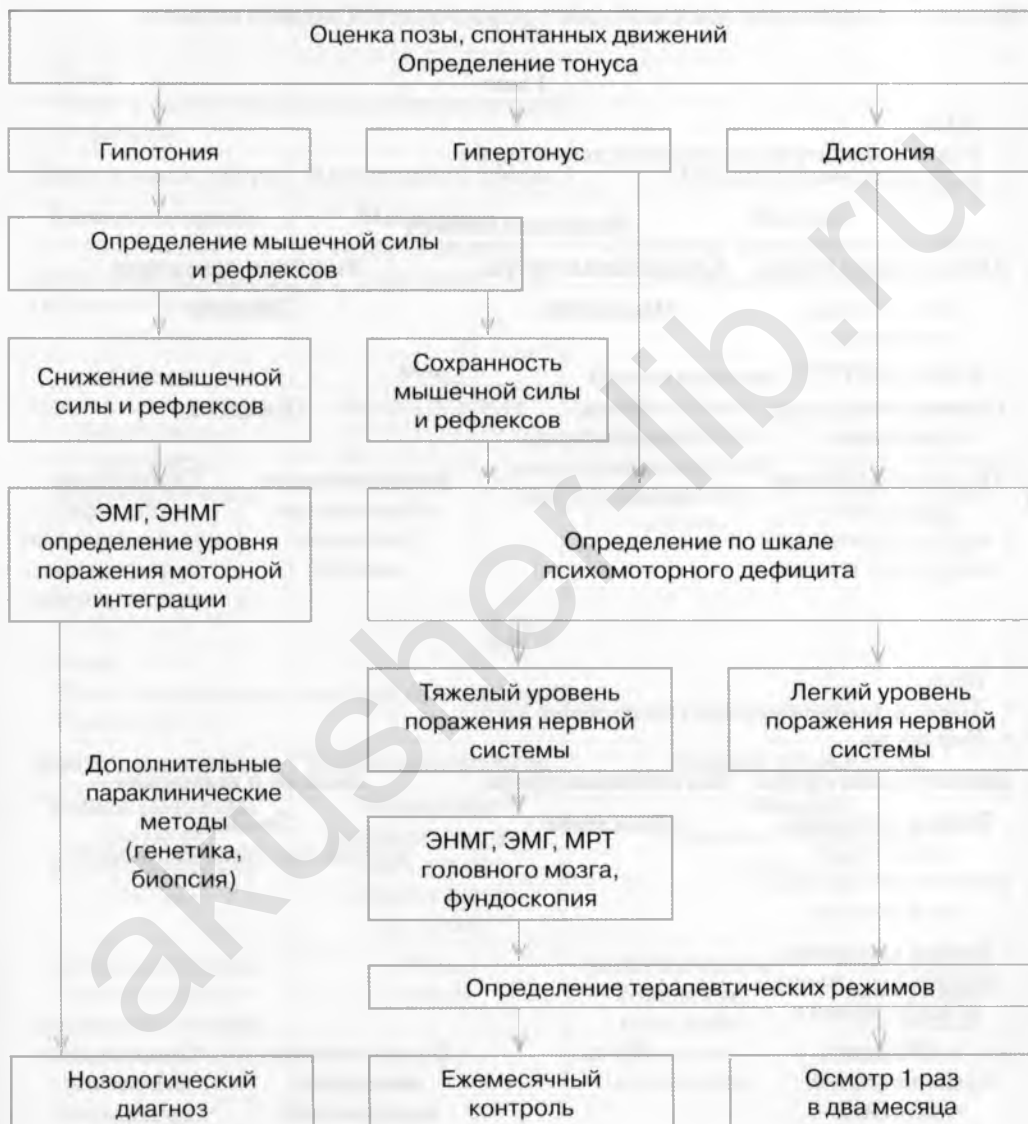 Оценка позы, спонтанных движений
Определение тонуса
Гипотония
Гипертонус
Дистония
Определение мышечной силы
и рефлексов
Снижение мышечной
силы и рефлексов
Сохранность
мышечной силы
и рефлексов
ЭМГ, ЭНМГ
определение уровня
поражения моторной
интеграции
Определение по шкале
психомоторного дефицита
Тяжелый уровень
поражения нервной
системы
Легкий уровень
поражения нервной
системы
Дополнительные
параклинические
методы
(генетика,
биопсия)
ЭНМГ, ЭМГ, МРТ
головного мозга,
фундоскопия
Определение терапевтических режимов
Нозологический
диагноз
Ежемесячный
контроль
Осмотр 1 раз
в два месяца
akusher-lib.ru